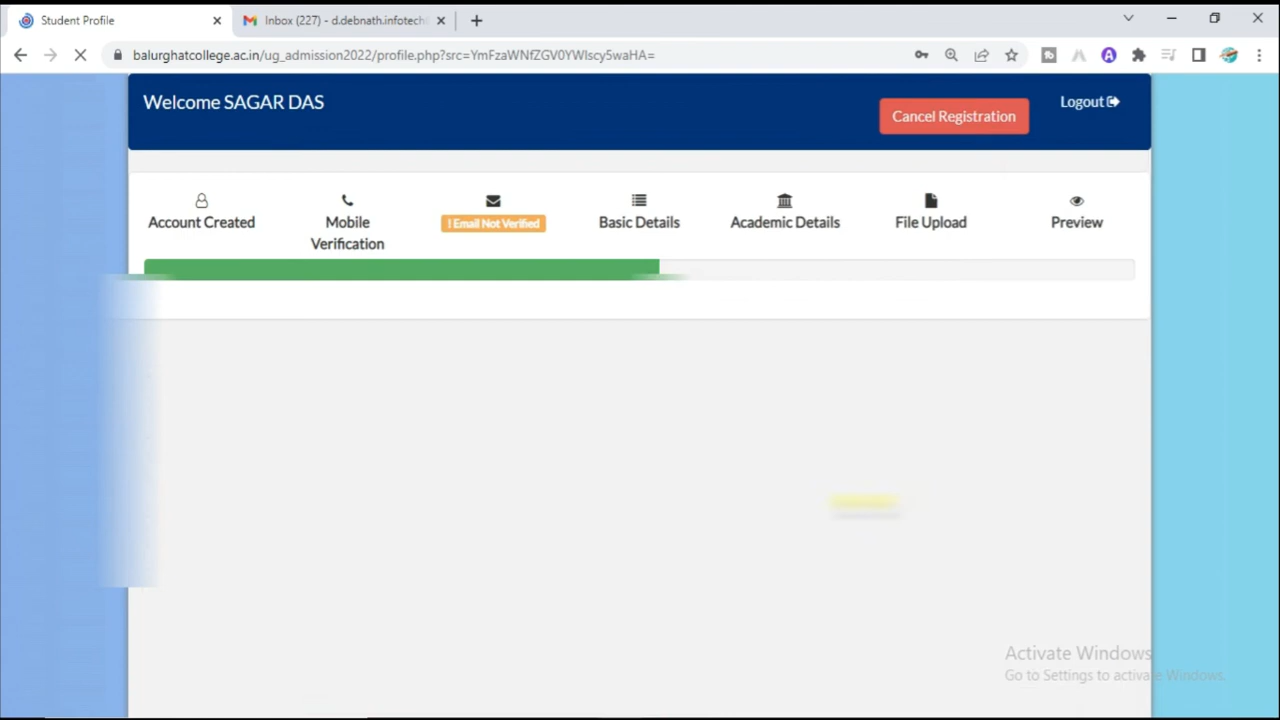 Student Profile
Inbox (227) - d.debnath.infotech
balurghatcollege.ac.in/ug_admission2022/profile.php?src=YmFzaWNfZGV0YWlscy5waHA=
Welcome SAGAR DAS
Cancel Registration
Logout
Account Created
Mobile Verification
! Email Not Verified
Basic Details
Academic Details
File Upload
Preview
Activate Windows
Go to Settings to activate Windows.